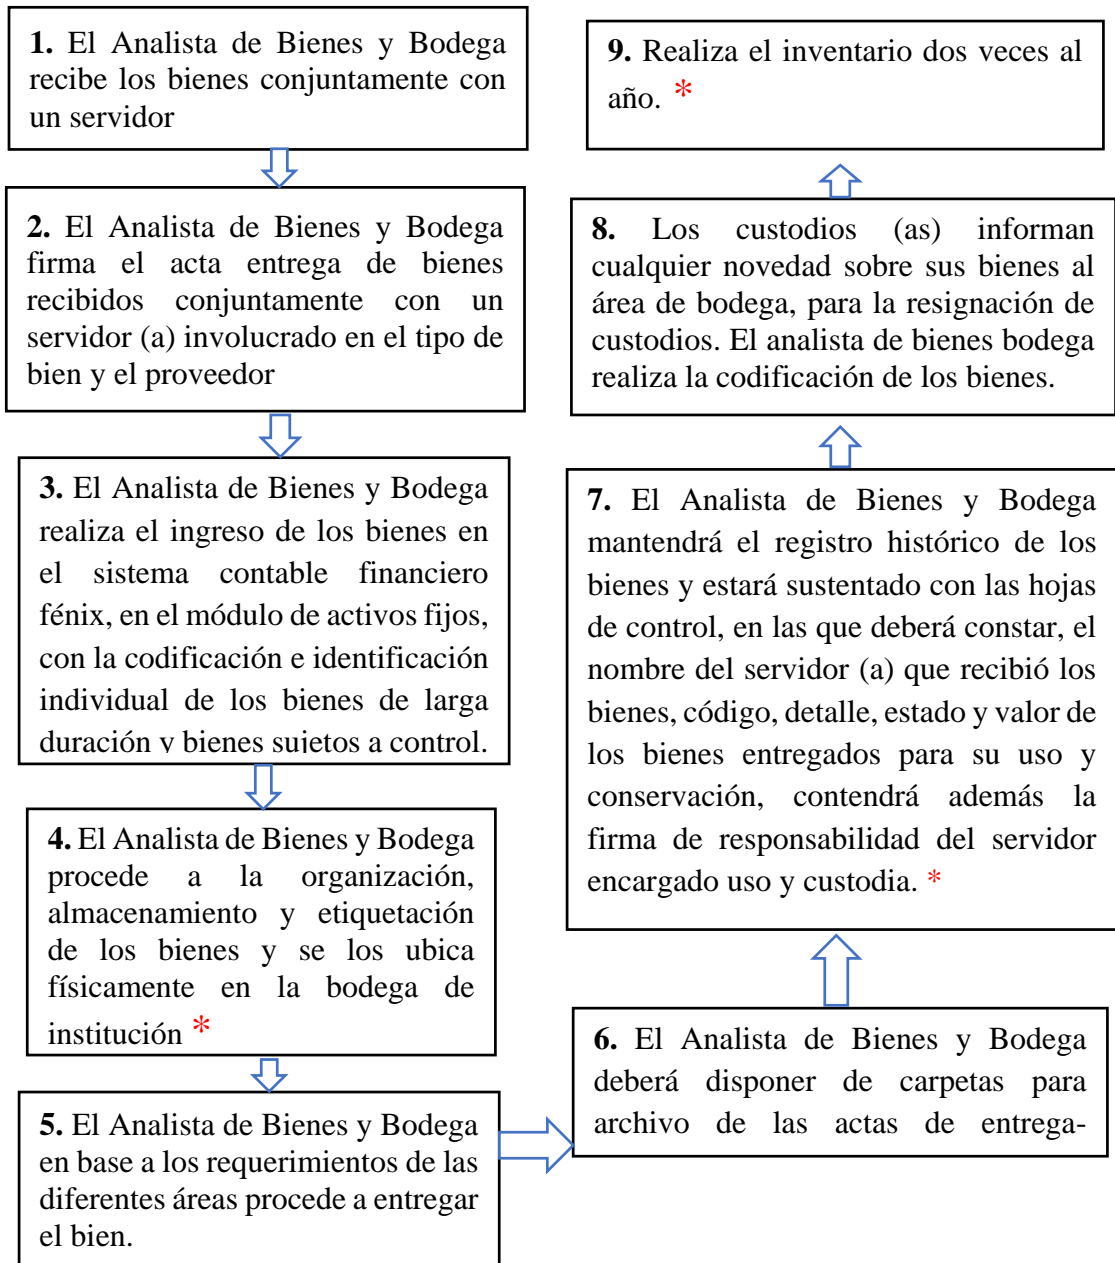 1. El Analista de Bienes y Bodega
recibe los bienes conjuntamente con
un servidor
2. El Analista de Bienes y Bodega
firma el acta entrega de bienes
recibidos conjuntamente con un
servidor (a) involucrado en el tipo de
bien y el proveedor
3. El Analista de Bienes y Bodega
realiza el ingreso de los bienes en
el sistema contable financiero
fénix, en el módulo de activos fijos,
con la codificación e identificación
individual de los bienes de larga
duración y bienes sujetos a control.
4. El Analista de Bienes y Bodega
procede a la organización,
almacenamiento y etiquetación
de los bienes y se los ubica
físicamente en la bodega de
institución *
5. El Analista de Bienes y Bodega
en base a los requerimientos de las
diferentes áreas procede a entregar
el bien.
6. El Analista de Bienes y Bodega
deberá disponer de carpetas para
archivo de las actas de entrega-
7. El Analista de Bienes y Bodega
mantendrá el registro histórico de los
bienes y estará sustentado con las hojas
de control, en las que deberá constar, el
nombre del servidor (a) que recibió los
bienes, código, detalle, estado y valor de
los bienes entregados para su uso y
conservación, contendrá además la
firma de responsabilidad del servidor
encargado uso y custodia. *
8. Los custodios (as) informan
cualquier novedad sobre sus bienes al
área de bodega, para la resignación de
custodios. El analista de bienes bodega
realiza la codificación de los bienes.
9. Realiza el inventario dos veces al
año. *